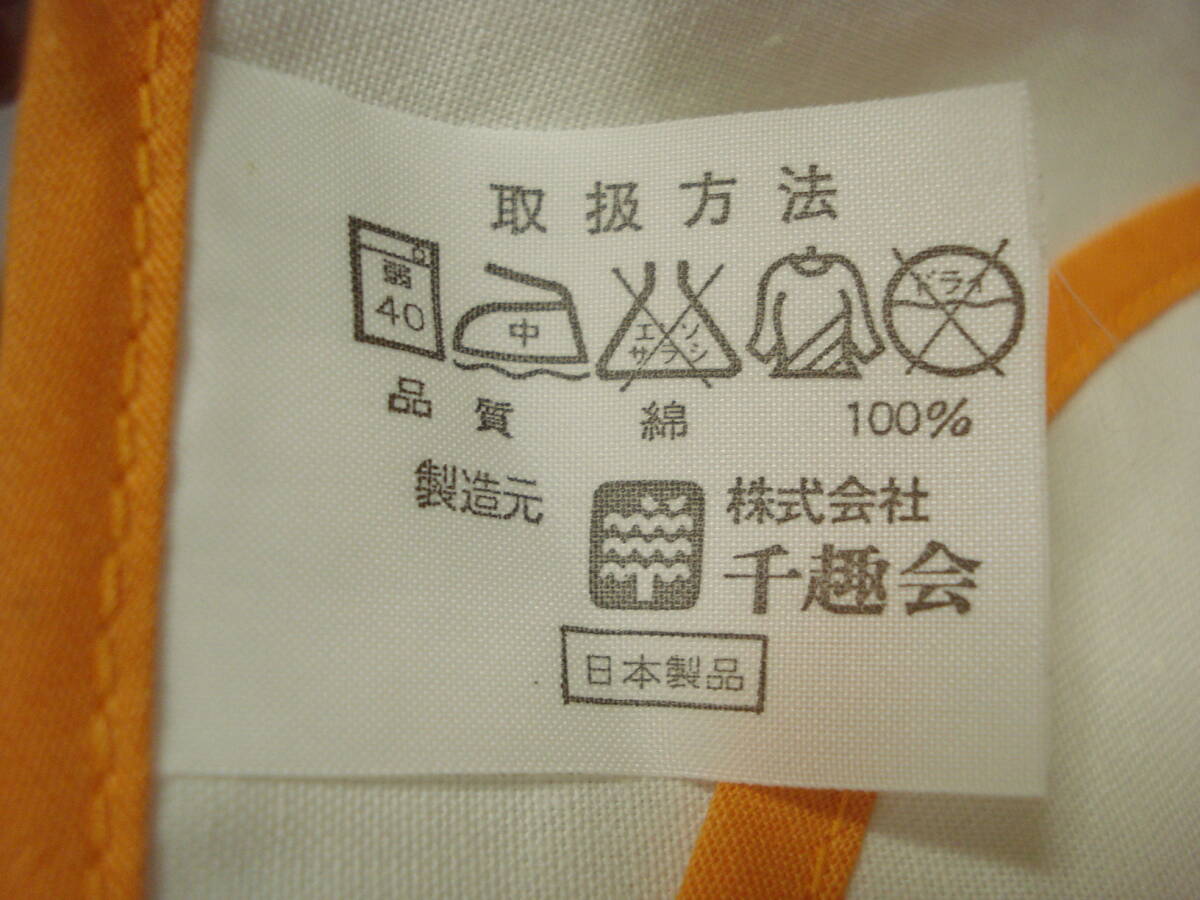 取扱方法
弱 40 中 エンソ サラシ ドライ
品質 綿 100%
製造元 株式会社
千趣会
日本製品